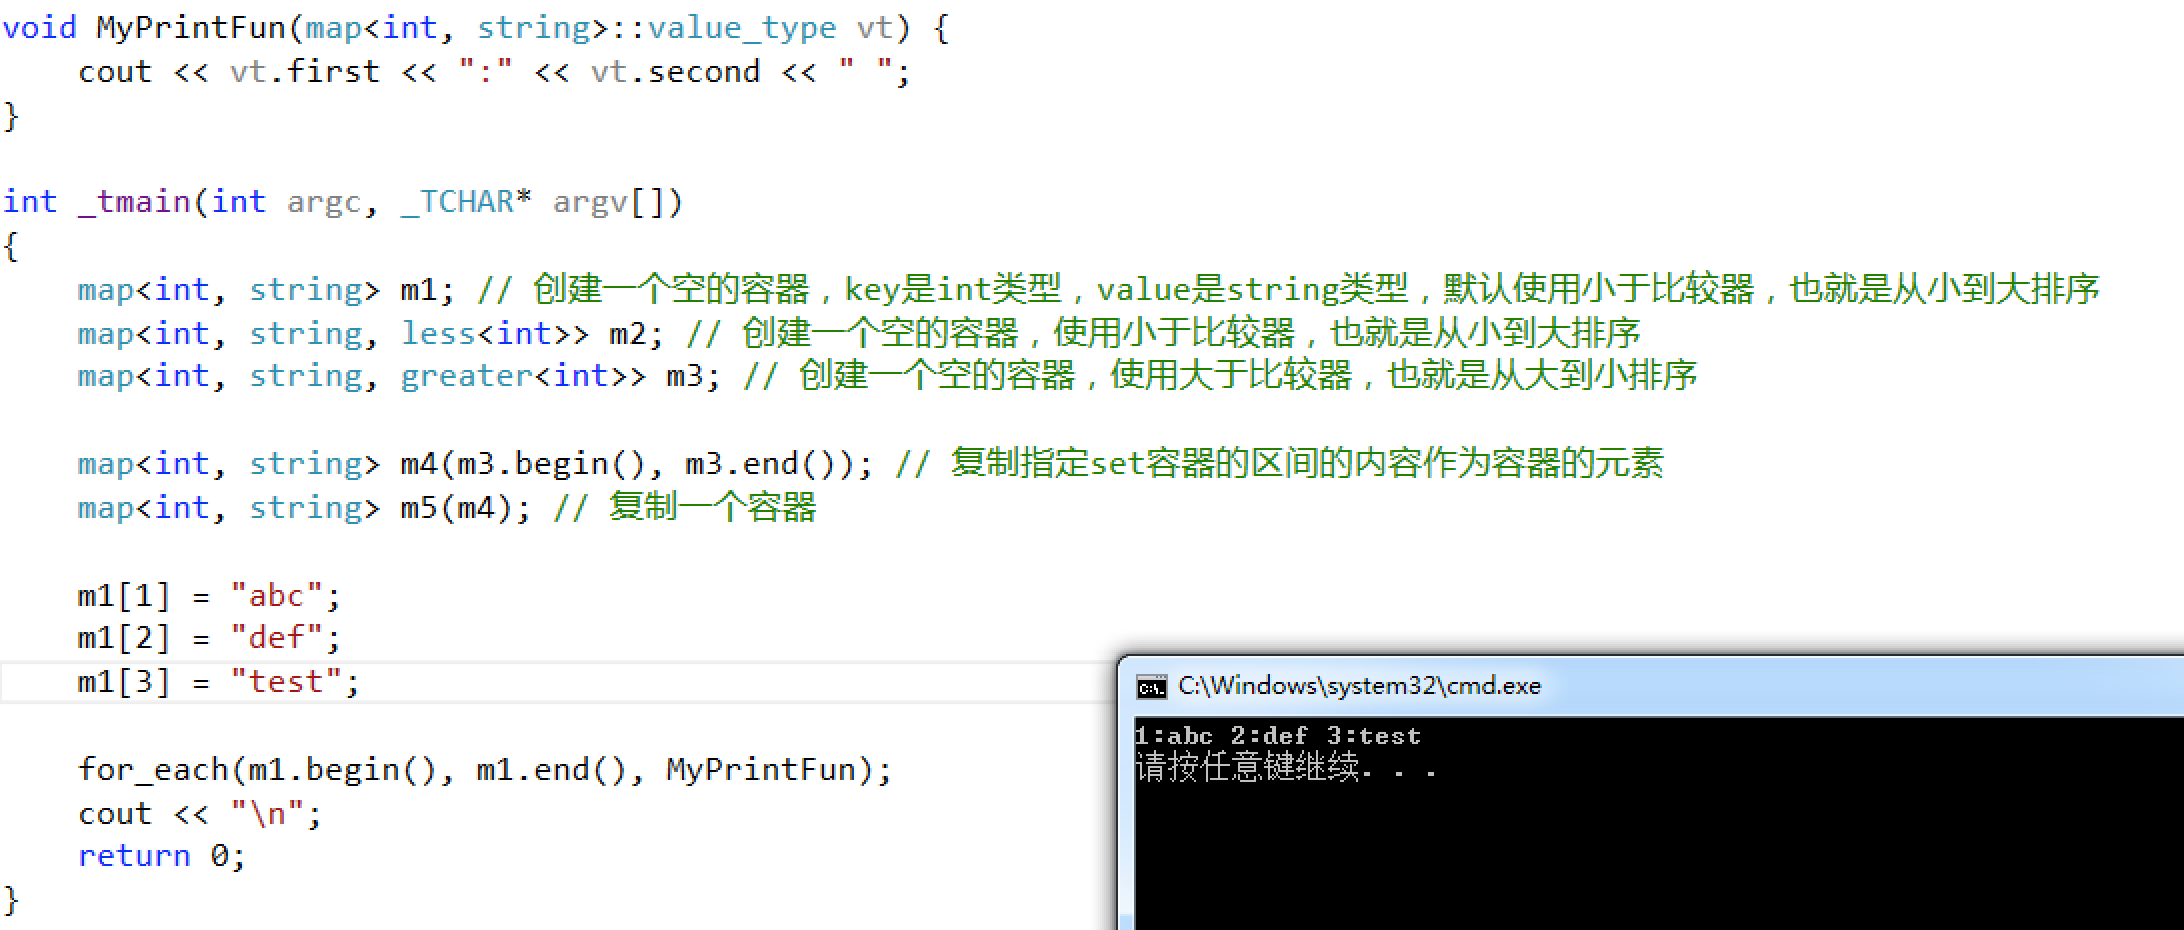 void MyPrintFun(map<int, string>::value_type vt) {
    cout << vt.first << ":" << vt.second << " ";
}

int _tmain(int argc, _TCHAR* argv[])
{
    map<int, string> m1; // 创建一个空的容器，key是int类型，value是string类型，默认使用小于比较器，也就是从小到大排序
    map<int, string, less<int>> m2; // 创建一个空的容器，使用小于比较器，也就是从小到大排序
    map<int, string, greater<int>> m3; // 创建一个空的容器，使用大于比较器，也就是从大到小排序

    map<int, string> m4(m3.begin(), m3.end()); // 复制指定set容器的区间的内容作为容器的元素
    map<int, string> m5(m4); // 复制一个容器

    m1[1] = "abc";
    m1[2] = "def";
    m1[3] = "test";

    for_each(m1.begin(), m1.end(), MyPrintFun);
    cout << "\n";
    return 0;
}
C:\Windows\system32\cmd.exe
1:abc 2:def 3:test
请按任意键继续. . .